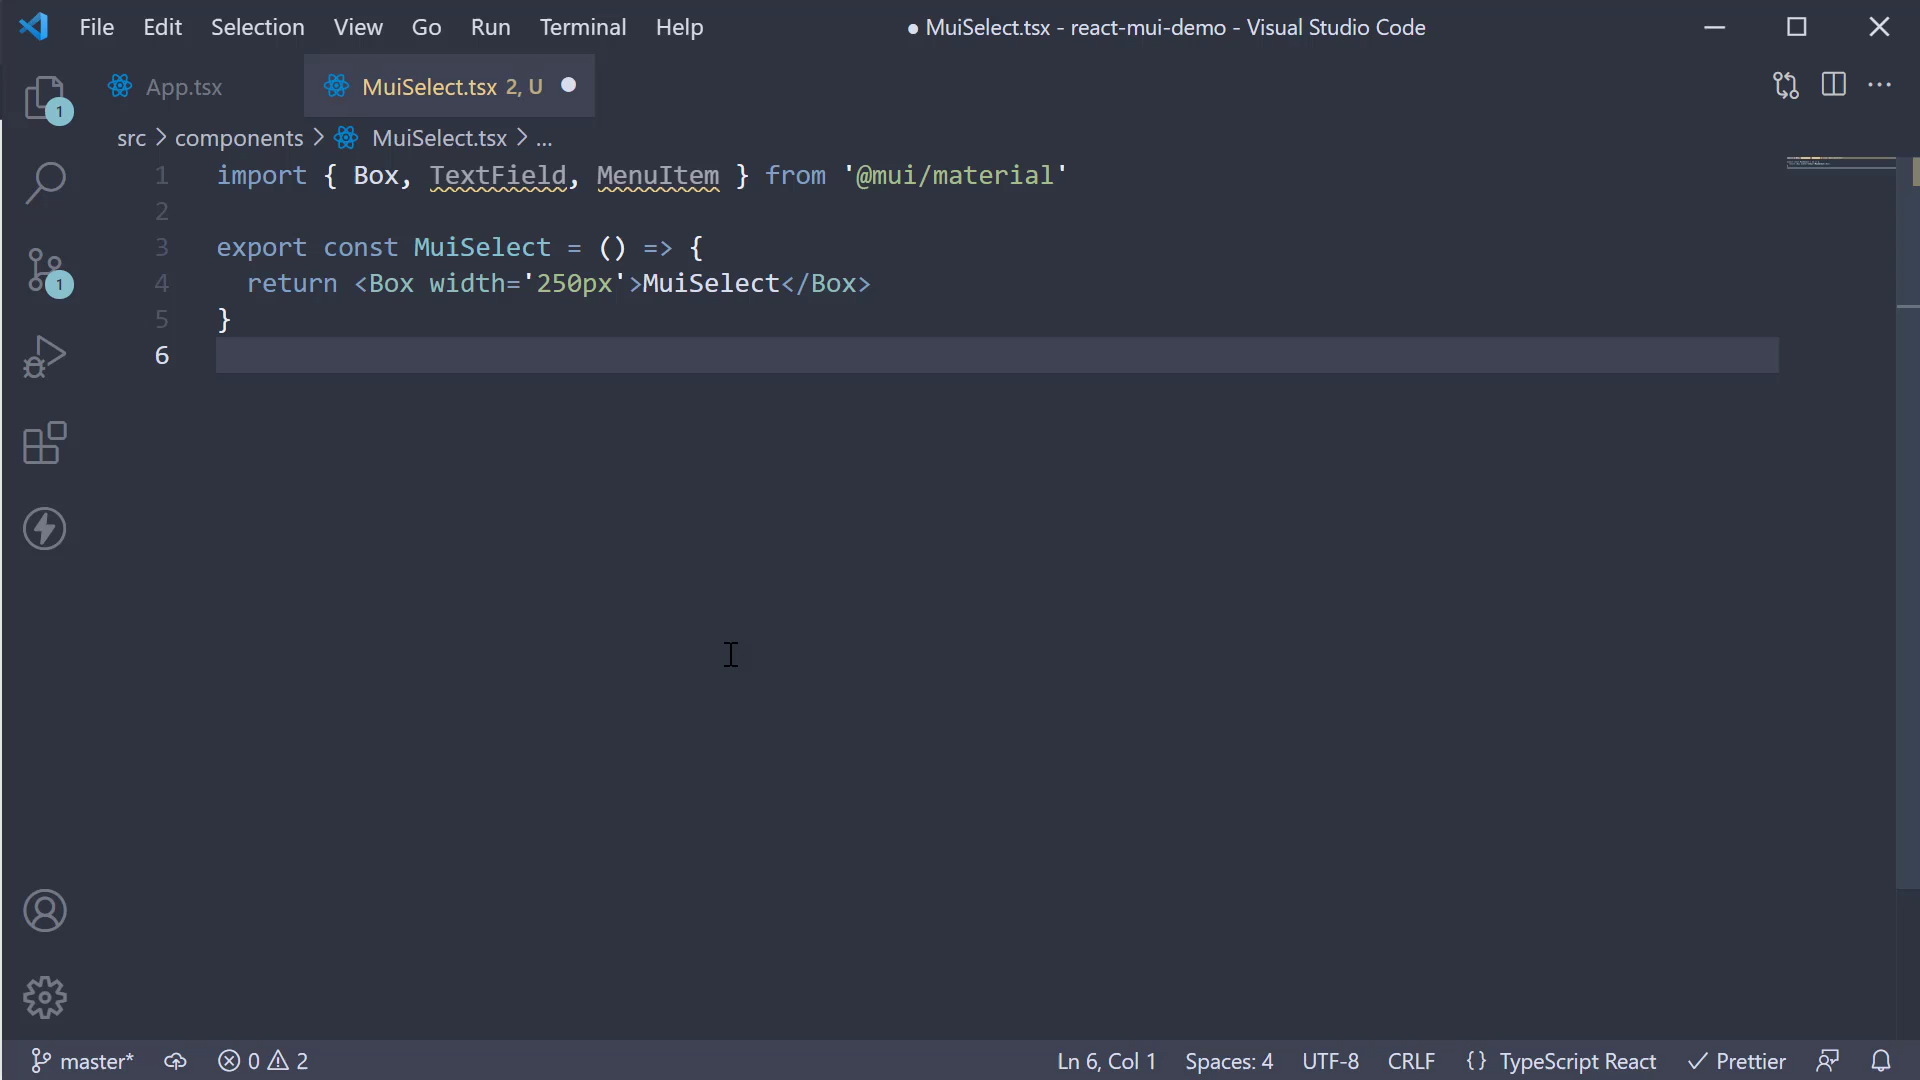 File Edit Selection View Go Run Terminal Help
● MuiSelect.tsx - react-mui-demo - Visual Studio Code
App.tsx
MuiSelect.tsx 2, U
src > components > MuiSelect.tsx > ...
1 import { Box, TextField, MenuItem } from '@mui/material'
2
3 export const MuiSelect = () => {
4 return <Box width='250px'>MuiSelect</Box>
5 }
6
1
1
master*
0 2
Ln 6, Col 1
Spaces: 4
UTF-8
CRLF
{} TypeScript React
Prettier